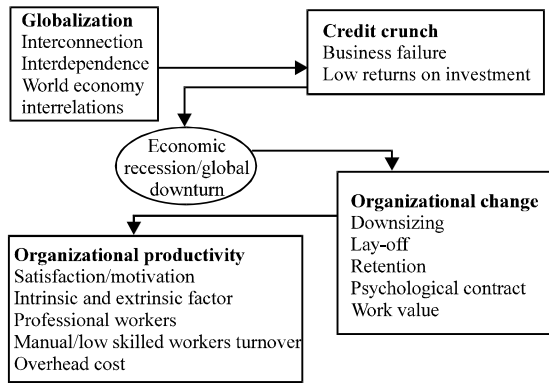 Globalization
Interconnection
Interdependence
World economy
interrelations
Credit crunch
Business failure
Low returns on investment
Economic
recession/global
downturn
Organizational change
Downsizing
Lay-off
Retention
Psychological contract
Work value
Organizational productivity
Satisfaction/motivation
Intrinsic and extrinsic factor
Professional workers
Manual/low skilled workers turnover
Overhead cost